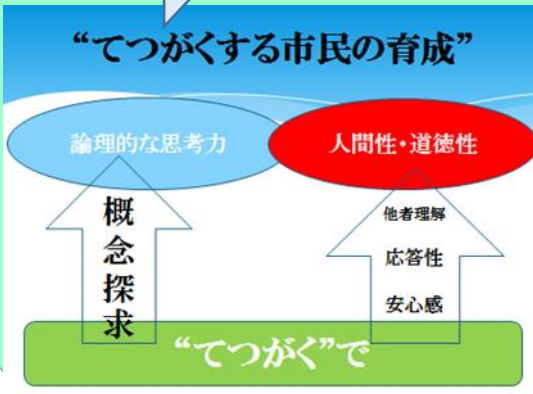 “てつがくする市民の育成”
論理的な思考力
人間性・道徳性
概念探求
他者理解
応答性
安心感
“てつがく”で